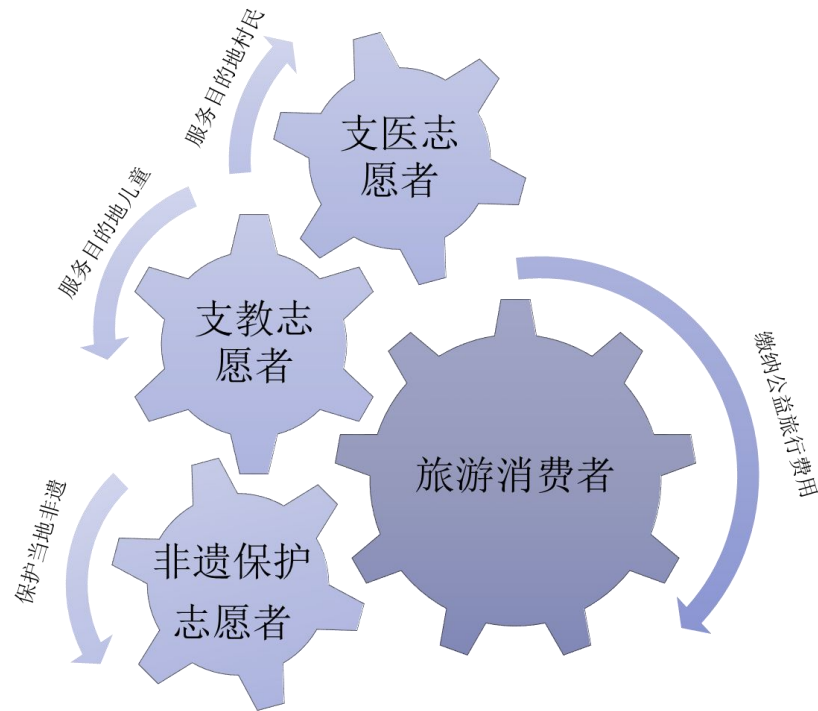 服务目的地村民
支医志
愿者
服务目的地儿童
支教志
愿者
缴纳公益旅行费用
旅游消费者
保护当地非遗
非遗保护
志愿者